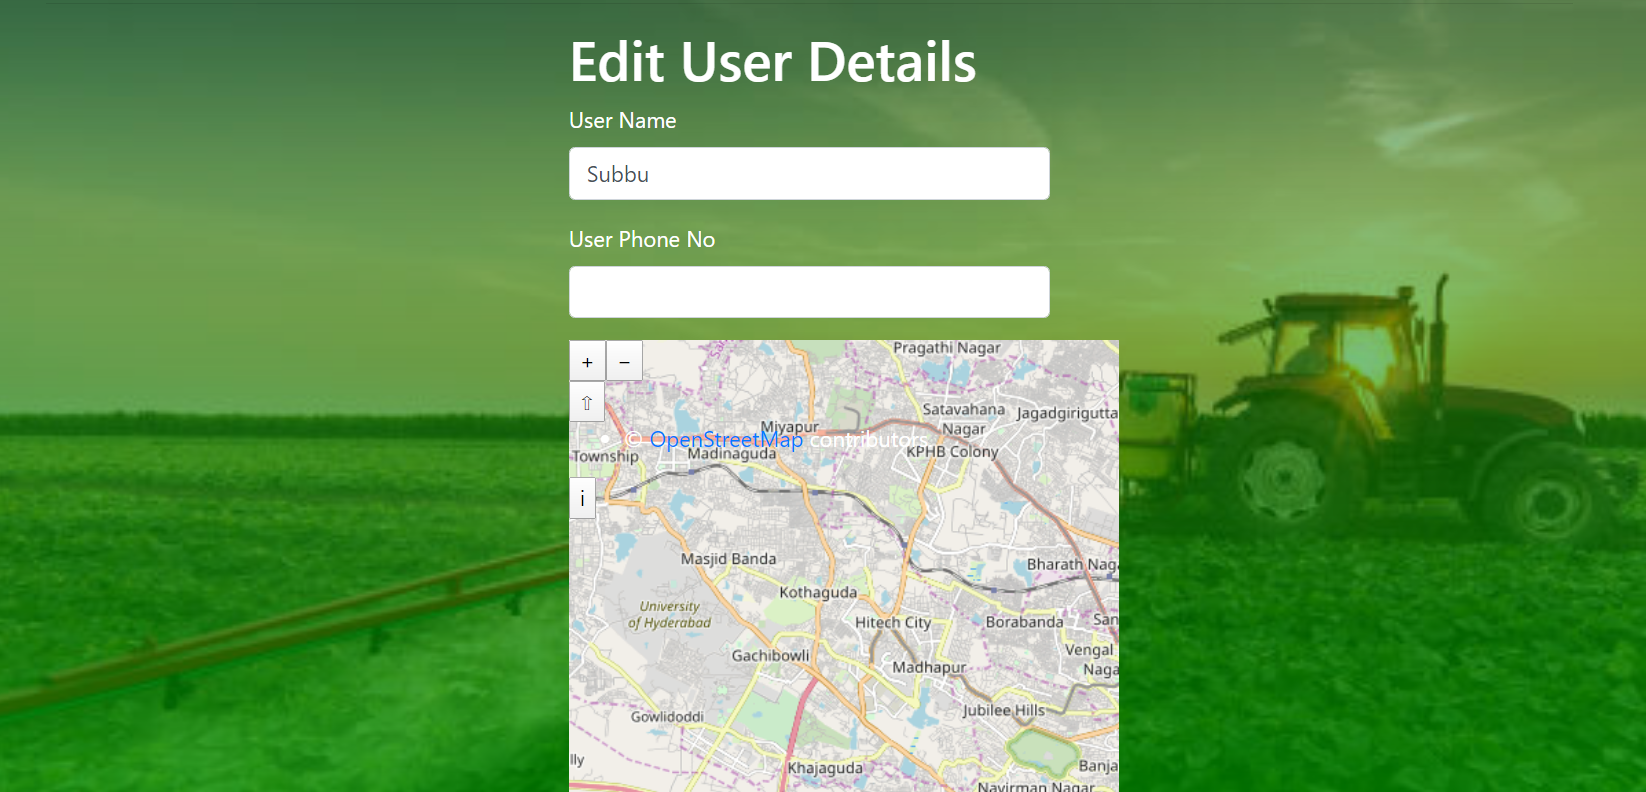 Edit User Details
User Name
Subbu
User Phone No
+ −
⇧
Pragathi Nagar
Satavahana
Nagar
Jagadgirigutta
Miyapur
© OpenStreetMap contributors
Township
Madinaguda
KPHB Colony
i
Masjid Banda
Bharath Naga
Kothaguda
University
of Hyderabad
Hitech City
Borabanda
San
Vengal
Naga
Gachibowli
Madhapur
Gowlidoddi
Jubilee Hills
lly
Khajaguda
Banja
Navirman Nagar